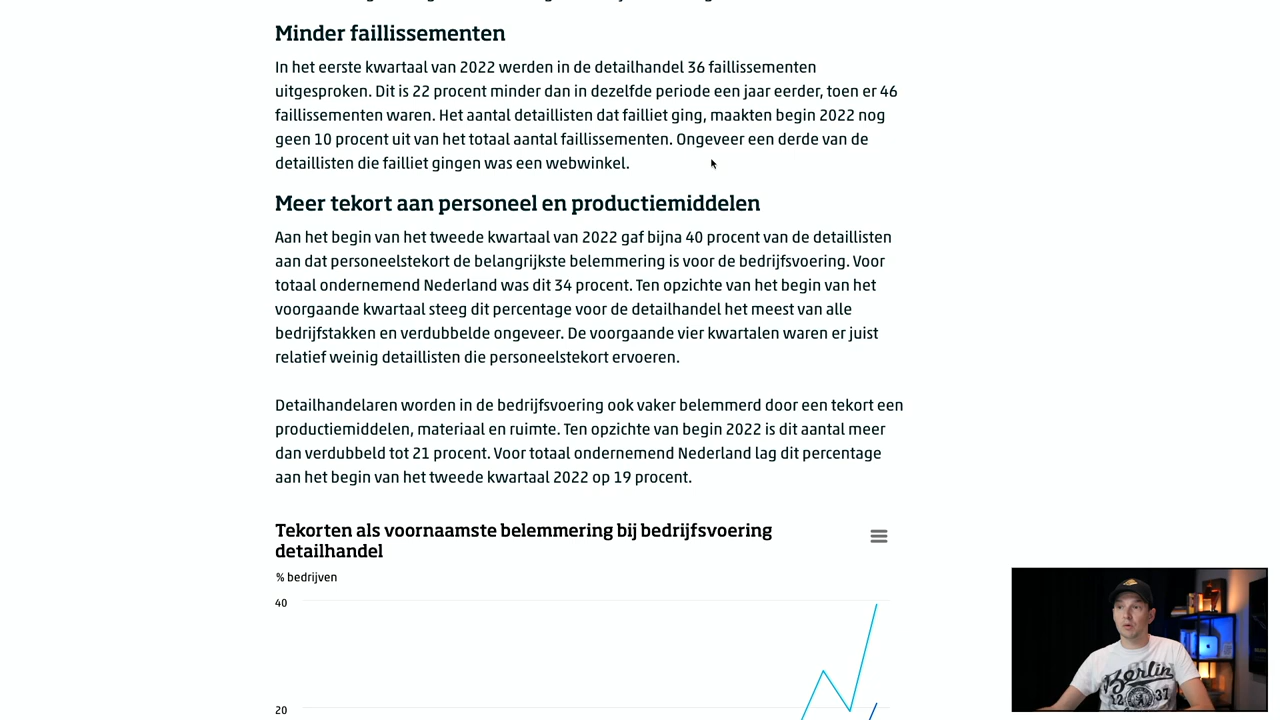 Minder faillissementen
In het eerste kwartaal van 2022 werden in de detailhandel 36 faillissementen
uitgesproken. Dit is 22 procent minder dan in dezelfde periode een jaar eerder, toen er 46
faillissementen waren. Het aantal detaillisten dat failliet ging, maakten begin 2022 nog
geen 10 procent uit van het totaal aantal faillissementen. Ongeveer een derde van de
detaillisten die failliet gingen was een webwinkel.
Meer tekort aan personeel en productiemiddelen
Aan het begin van het tweede kwartaal van 2022 gaf bijna 40 procent van de detaillisten
aan dat personeelstekort de belangrijkste belemmering is voor de bedrijfsvoering. Voor
totaal ondernemend Nederland was dit 34 procent. Ten opzichte van het begin van het
voorgaande kwartaal steeg dit percentage voor de detailhandel het meest van alle
bedrijfstakken en verdubbelde ongeveer. De voorgaande vier kwartalen waren er juist
relatief weinig detaillisten die personeelstekort ervoeren.
Detailhandelaren worden in de bedrijfsvoering ook vaker belemmerd door een tekort een
productiemiddelen, materiaal en ruimte. Ten opzichte van begin 2022 is dit aantal meer
dan verdubbeld tot 21 procent. Voor totaal ondernemend Nederland lag dit percentage
aan het begin van het tweede kwartaal 2022 op 19 procent.
Tekorten als voornaamste belemmering bij bedrijfsvoering
detailhandel
% bedrijven
40
20
Berlin
12 37